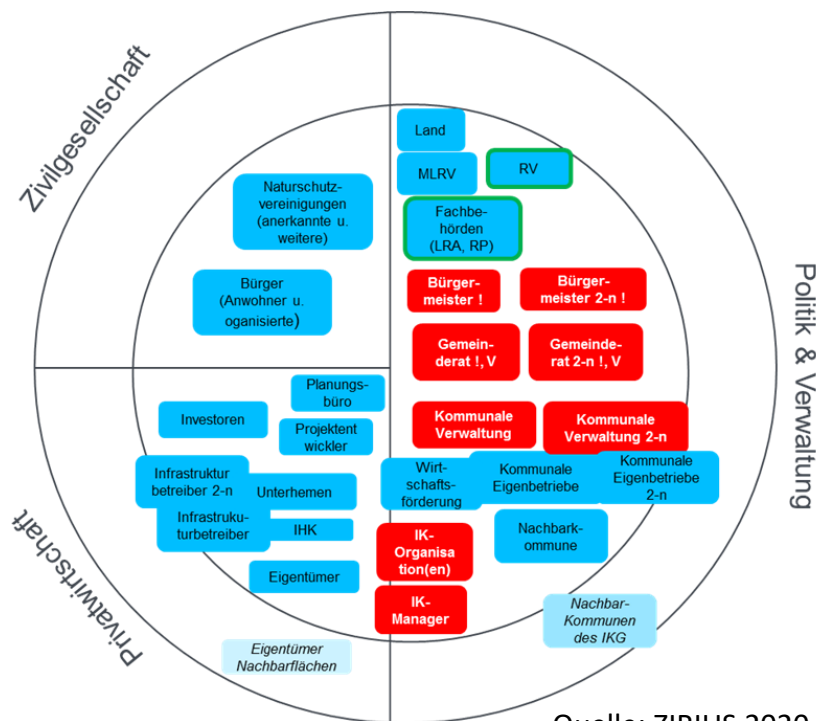 Zivilgesellschaft
Politik & Verwaltung
Privatwirtschaft
Land
MLRV
RV
Fachbe-
hörden
(LRA, RP)
Naturschutz-
vereinigungen
(anerkannte u.
weitere)
Bürger
(Anwohner u.
oganisierte)
Bürger-
meister !
Bürger-
meister 2-n !
Gemein-
derat !, V
Gemeinde-
rat 2-n !, V
Kommunale
Verwaltung
Kommunale
Verwaltung 2-n
Planungs-
büro
Investoren
Projektent
wickler
Infrastruktur
betreiber 2-n
Unterhemen
Infrastruku-
turbetreiber
IHK
Eigentümer
Wirt-
schafts-
förderung
Kommunale
Eigenbetriebe
Kommunale
Eigenbetriebe
2-n
IK-
Organisa
tion(en)
Nachbark-
ommune
IK-
Manager
Nachbar-
Kommunen
des IKG
Eigentümer
Nachbarflächen